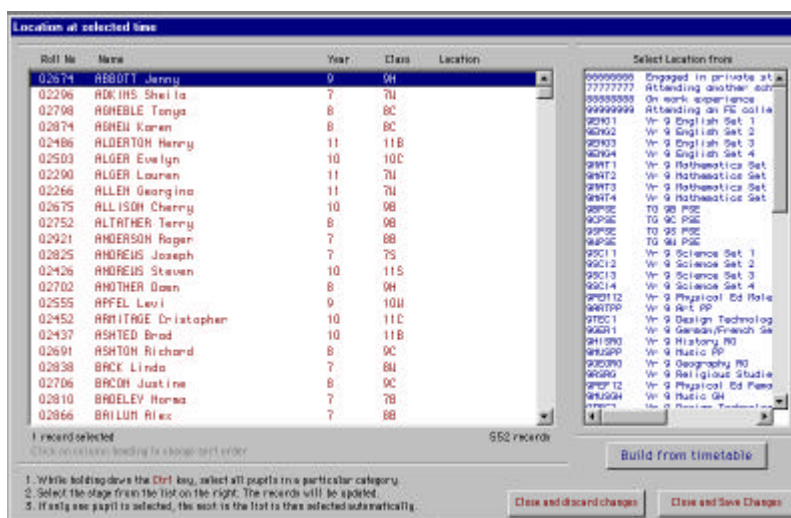 Location at selected time
Roll No Name Year Class Location
02674 ABBOTT Jenny 9 9H
02296 ADKINS Sheila 7 7W
02798 AGNEBLE Tonya 8 8C
02874 AGNEW Karen 8 8C
02486 ALDERTON Henry 11 11B
02503 ALGER Evelyn 10 10C
02290 ALGER Lauren 11 7W
02266 ALLEN Georgina 11 7W
02675 ALLISON Cherry 10 9B
02752 ALTATHER Terry 8 9B
02921 ANDERSON Roger 7 8B
02825 ANDREWS Joseph 7 7S
02426 ANDREWS Steven 10 11S
02702 ANOTHER Dawn 8 9H
02555 APFEL Levi 9 10W
02452 ARMITAGE Cristopher 10 11C
02437 ASHTED Brad 10 11B
02691 ASHTON Richard 8 9C
02838 BACK Linda 7 8W
02706 BACON Justine 8 9C
02810 BADELEY Norma 7 7B
02866 BAILUM Alex 7 8B
1 record selected 552 records
Click on column heading to change sort order
Select Location from
Engaged in private st
77777777 Attending another sch
88888888 On work experience
99999999 Attending an FE colle
9ENG1 Yr 9 English Set 1
9ENG2 Yr 9 English Set 2
9ENG3 Yr 9 English Set 3
9ENG4 Yr 9 English Set 4
9MAT1 Yr 9 Mathematics Set
9MAT2 Yr 9 Mathematics Set
9MAT3 Yr 9 Mathematics Set
9MAT4 Yr 9 Mathematics Set
9BPSE TG 9B PSE
9CPSE TG 9C PSE
9SPSE TG 9S PSE
9WPSE TG 9W PSE
9SCI1 Yr 9 Science Set 1
9SCI2 Yr 9 Science Set 2
9SCI3 Yr 9 Science Set 3
9SCI4 Yr 9 Science Set 4
9PEM12 Yr 9 Physical Ed Male
9ARTPP Yr 9 Art PP
9TEC1 Yr 9 Design Technolog
9GER1 Yr 9 German/French Se
Yr 9 History
9MUSPP Yr 9 Music PP
Yr 9 Geography
Yr 9 Religious Studie
9PEF12 Yr 9 Physical Ed Fema
9MUSGH Yr 9 Music GH
Yr 9 Design Technolog
Build from timetable
1. While holding down the Ctrl key, select all pupils in a particular category.
2. Select the stage from the list on the right. The records will be updated.
3. If only one pupil is selected, the next in the list is then selected automatically.
Close and discard changes Close and Save Changes